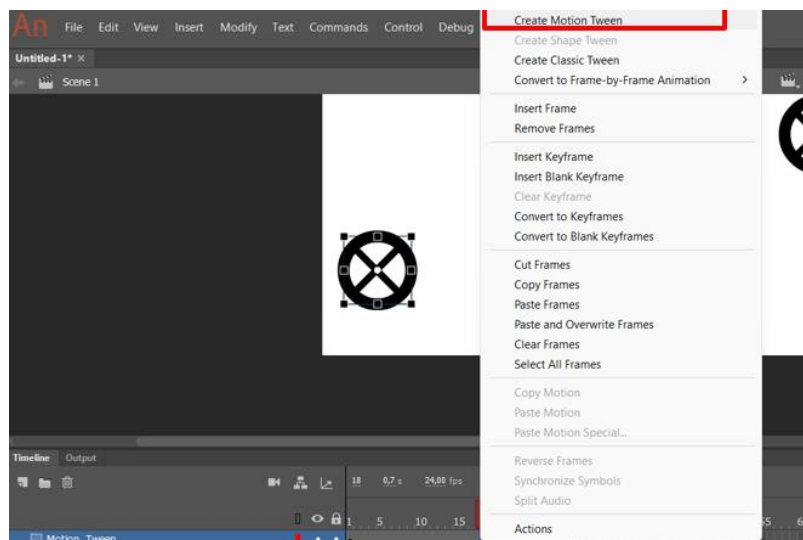 An File Edit View Insert Modify Text Commands Control Debug
Untitled-1* ×
Scene 1
Create Motion Tween
Create Shape Tween
Create Classic Tween
Convert to Frame-by-Frame Animation
Insert Frame
Remove Frames
Insert Keyframe
Insert Blank Keyframe
Clear Keyframe
Convert to Keyframes
Convert to Blank Keyframes
Cut Frames
Copy Frames
Paste Frames
Paste and Overwrite Frames
Clear Frames
Select All Frames
Copy Motion
Paste Motion
Paste Motion Special...
Reverse Frames
Synchronize Symbols
Split Audio
Actions
Timeline Output
18 0,7 s 24,00 fps
1 5 10 15 55 6
Motion_Tween